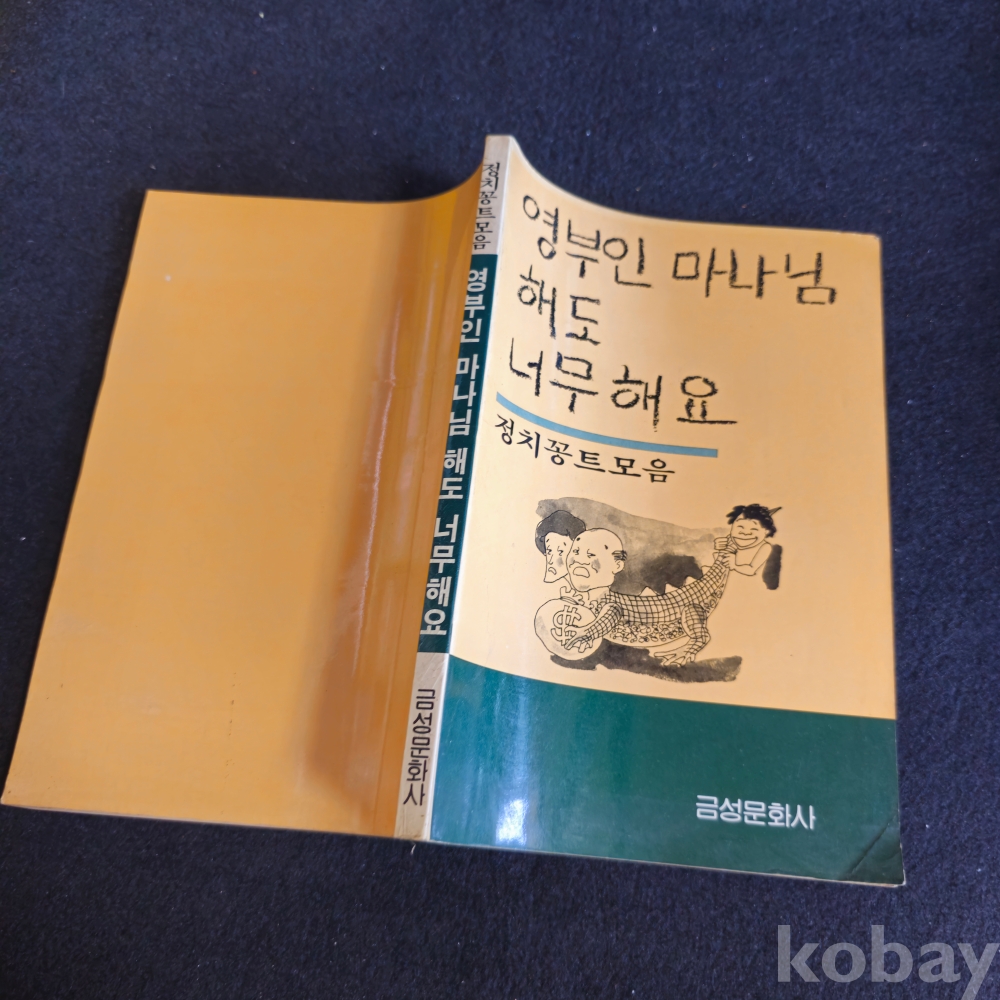 영부인 마나님
해도
너무해요
정치꽁트모음
$
금성문화사
정치꽁트모음 영부인 마나님 해도 너무해요 금성문화사
kobay